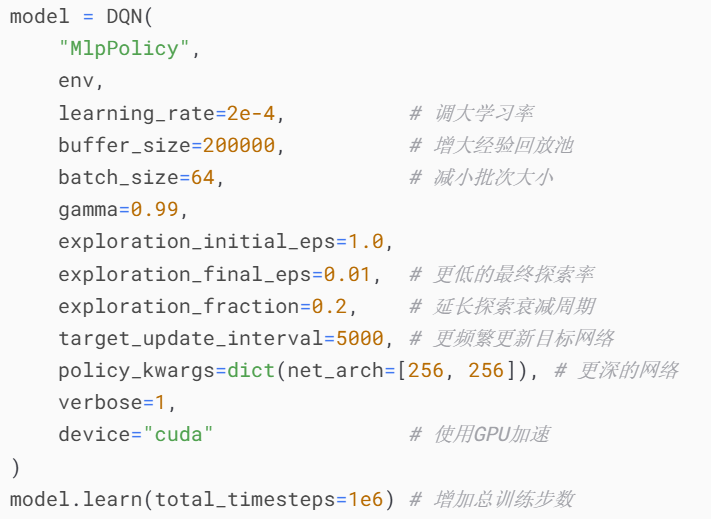 model = DQN(
    "MlpPolicy",
    env,
    learning_rate=2e-4,          # 调大学习率
    buffer_size=200000,          # 增大经验回放池
    batch_size=64,               # 减小批次大小
    gamma=0.99,
    exploration_initial_eps=1.0,
    exploration_final_eps=0.01,  # 更低的最终探索率
    exploration_fraction=0.2,    # 延长探索衰减周期
    target_update_interval=5000, # 更频繁更新目标网络
    policy_kwargs=dict(net_arch=[256, 256]), # 更深的网络
    verbose=1,
    device="cuda"                # 使用GPU加速
)
model.learn(total_timesteps=1e6) # 增加总训练步数